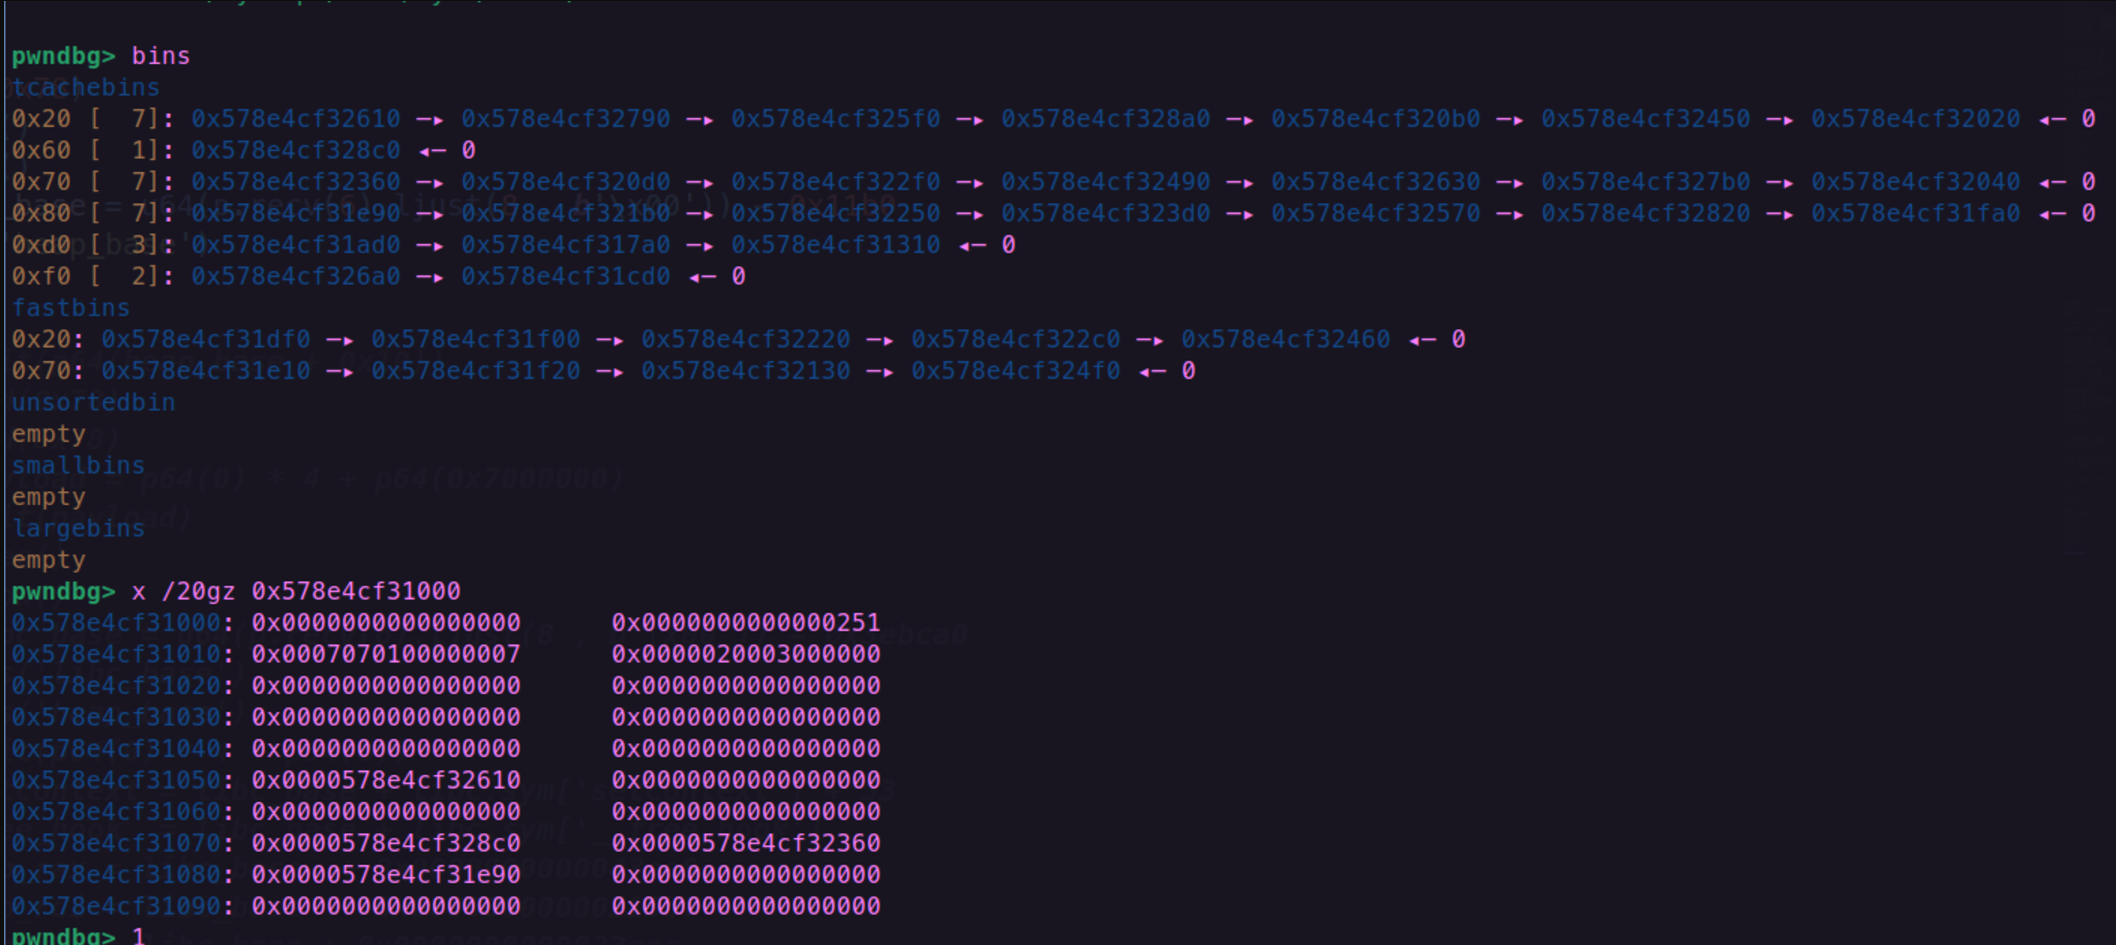 pwndbg> bins
tcachebins
0x20 [  7]: 0x578e4cf32610 —▸ 0x578e4cf32790 —▸ 0x578e4cf325f0 —▸ 0x578e4cf328a0 —▸ 0x578e4cf320b0 —▸ 0x578e4cf32450 —▸ 0x578e4cf32020 ◂— 0
0x60 [  1]: 0x578e4cf328c0 ◂— 0
0x70 [  7]: 0x578e4cf32360 —▸ 0x578e4cf320d0 —▸ 0x578e4cf322f0 —▸ 0x578e4cf32490 —▸ 0x578e4cf32630 —▸ 0x578e4cf327b0 —▸ 0x578e4cf32040 ◂— 0
0x80 [  7]: 0x578e4cf31e90 —▸ 0x578e4cf321b0 —▸ 0x578e4cf32250 —▸ 0x578e4cf323d0 —▸ 0x578e4cf32570 —▸ 0x578e4cf32820 —▸ 0x578e4cf31fa0 ◂— 0
0xd0 [  3]: 0x578e4cf31ad0 —▸ 0x578e4cf317a0 —▸ 0x578e4cf31310 ◂— 0
0xf0 [  2]: 0x578e4cf326a0 —▸ 0x578e4cf31cd0 ◂— 0
fastbins
0x20: 0x578e4cf31df0 —▸ 0x578e4cf31f00 —▸ 0x578e4cf32220 —▸ 0x578e4cf322c0 —▸ 0x578e4cf32460 ◂— 0
0x70: 0x578e4cf31e10 —▸ 0x578e4cf31f20 —▸ 0x578e4cf32130 —▸ 0x578e4cf324f0 ◂— 0
unsortedbin
empty
smallbins
empty
largebins
empty
pwndbg> x /20gz 0x578e4cf31000
0x578e4cf31000: 0x0000000000000000 0x0000000000000251
0x578e4cf31010: 0x0007070100000007 0x0000020003000000
0x578e4cf31020: 0x0000000000000000 0x0000000000000000
0x578e4cf31030: 0x0000000000000000 0x0000000000000000
0x578e4cf31040: 0x0000000000000000 0x0000000000000000
0x578e4cf31050: 0x0000578e4cf32610 0x0000000000000000
0x578e4cf31060: 0x0000000000000000 0x0000000000000000
0x578e4cf31070: 0x0000578e4cf328c0 0x0000578e4cf32360
0x578e4cf31080: 0x0000578e4cf31e90 0x0000000000000000
0x578e4cf31090: 0x0000000000000000 0x0000000000000000
pwndbg> 1